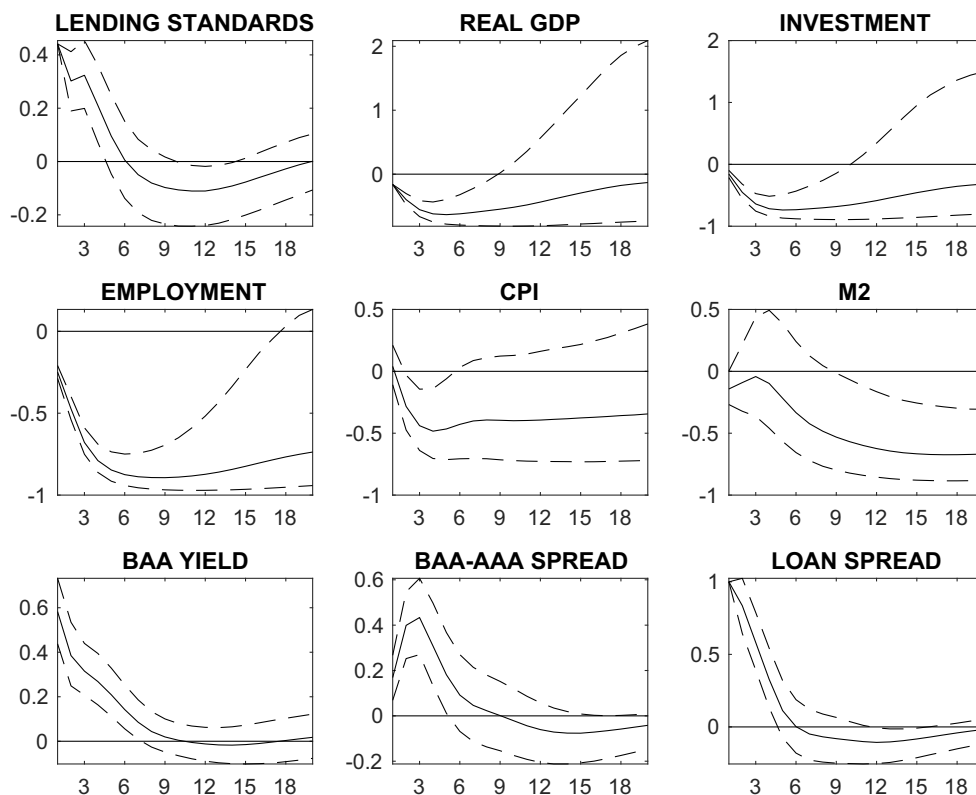 LENDING STANDARDS
0.4
0.2
0
-0.2
3 6 9 12 15 18
REAL GDP
2
1
0
3 6 9 12 15 18
INVESTMENT
2
1
0
-1
3 6 9 12 15 18
EMPLOYMENT
0
-0.5
-1
3 6 9 12 15 18
CPI
0.5
0
-0.5
-1
3 6 9 12 15 18
M2
0.5
0
-0.5
-1
3 6 9 12 15 18
BAA YIELD
0.6
0.4
0.2
0
3 6 9 12 15 18
BAA-AAA SPREAD
0.6
0.4
0.2
0
-0.2
3 6 9 12 15 18
LOAN SPREAD
1
0.5
0
3 6 9 12 15 18